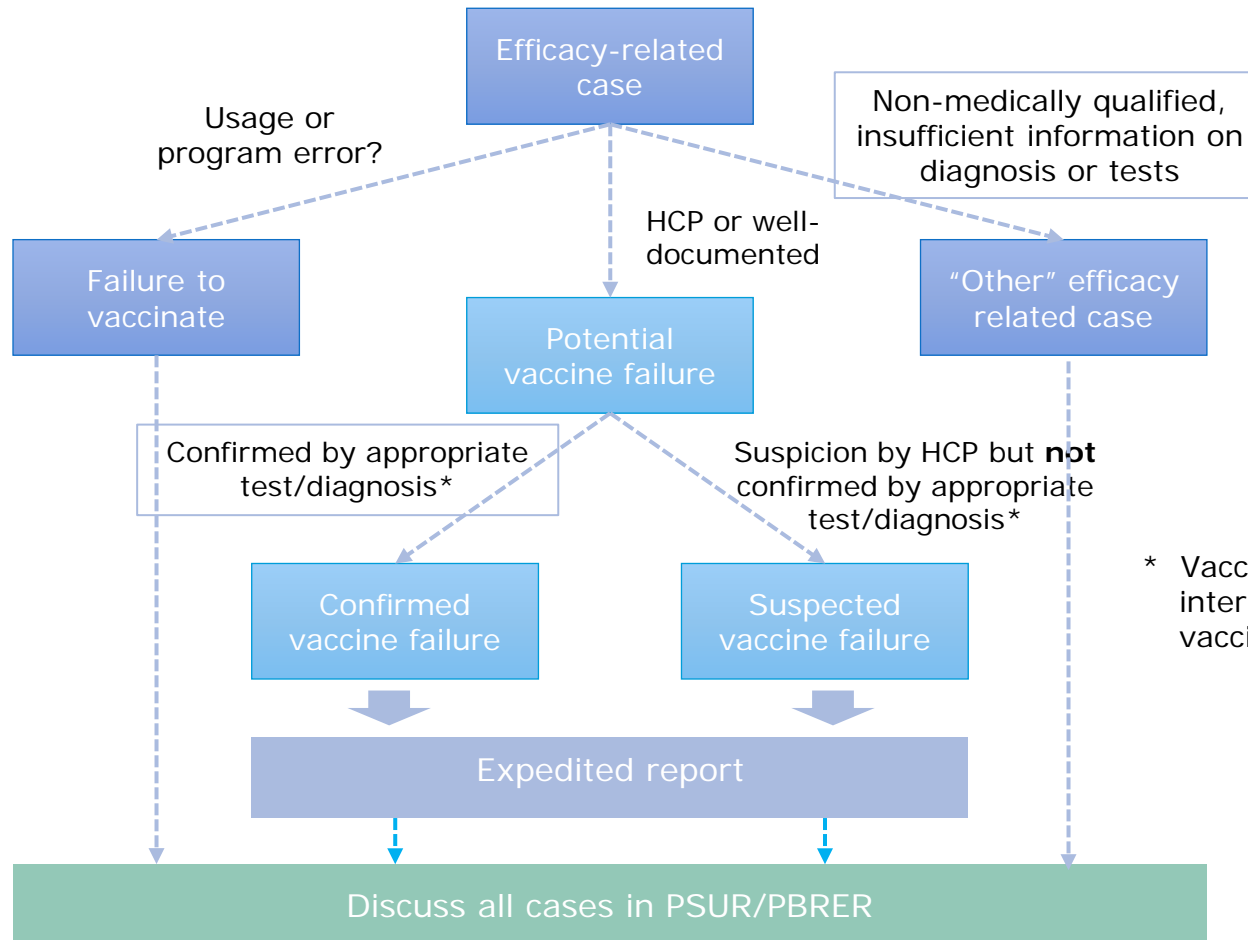 Efficacy-related
case
Usage or
program error?
Non-medically qualified,
insufficient information on
diagnosis or tests
HCP or well-
documented
Failure to
vaccinate
Potential
vaccine failure
“Other” efficacy
related case
Confirmed by appropriate
test/diagnosis*
Suspicion by HCP but not
confirmed by appropriate
test/diagnosis*
Confirmed
vaccine failure
Suspected
vaccine failure
* Vacc
inter
vacci
Expedited report
Discuss all cases in PSUR/PBRER